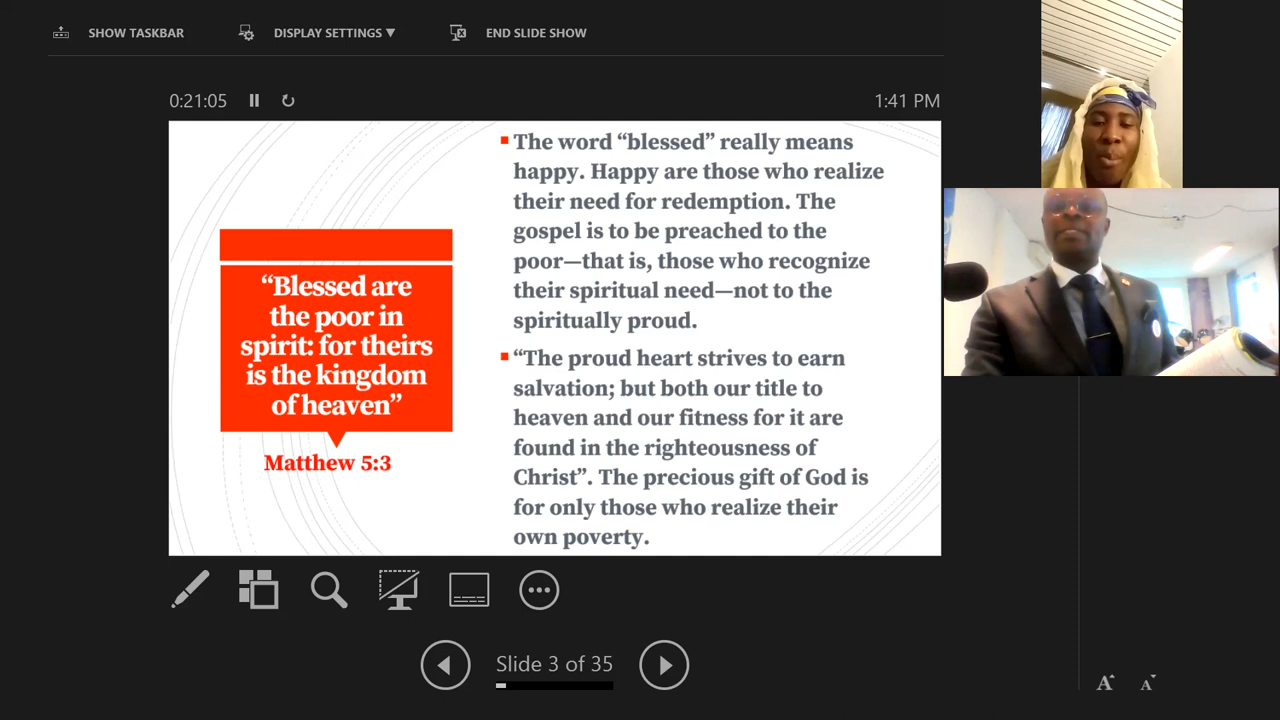 SHOW TASKBAR
DISPLAY SETTINGS ▼
END SLIDE SHOW
0:21:05
1:41 PM
“Blessed are
the poor in
spirit: for theirs
is the kingdom
of heaven”
Matthew 5:3
▪ The word “blessed” really means
happy. Happy are those who realize
their need for redemption. The
gospel is to be preached to the
poor—that is, those who recognize
their spiritual need—not to the
spiritually proud.
▪ “The proud heart strives to earn
salvation; but both our title to
heaven and our fitness for it are
found in the righteousness of
Christ”. The precious gift of God is
for only those who realize their
own poverty.
Slide 3 of 35
A A